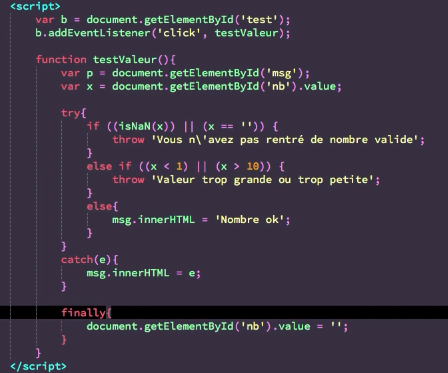 <script>
var b = document.getElementById('test');
b.addEventListener('click', testValeur);
function testValeur(){
var p = document.getElementById('msg');
var x = document.getElementById('nb').value;
try{
if ((isNaN(x)) || (x == '')) {
throw 'Vous n\'avez pas rentré de nombre valide';
}
else if ((x < 1) || (x > 10)) {
throw 'Valeur trop grande ou trop petite';
}
else{
msg.innerHTML = 'Nombre ok';
}
}
catch(e){
msg.innerHTML = e;
}
finally{
document.getElementById('nb').value = '';
}
}
</script>